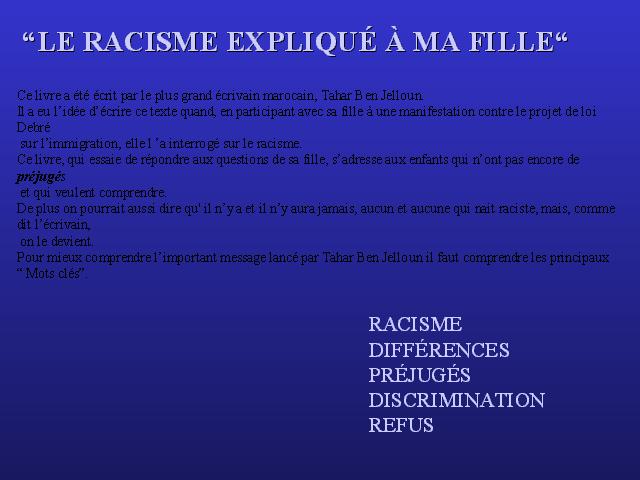 “LE RACISME EXPLIQUÉ À MA FILLE“
Ce livre a été écrit par le plus grand écrivain marocain, Tahar Ben Jelloun.
Il a eu l’idée d’écrire ce texte quand, en participant avec sa fille à une manifestation contre le projet de loi
Debré
sur l’immigration, elle l ’a interrogé sur le racisme.
Ce livre, qui essaie de répondre aux questions de sa fille, s’adresse aux enfants qui n’ont pas encore de
préjugés
et qui veulent comprendre.
De plus on pourrait aussi dire qu' il n’y a et il n’y aura jamais, aucun et aucune qui nait raciste, mais, comme
dit l’écrivain,
on le devient.
Pour mieux comprendre l’important message lancé par Tahar Ben Jelloun il faut comprendre les principaux
“ Mots clés”.
RACISME
DIFFÉRENCES
PRÉJUGÉS
DISCRIMINATION
REFUS